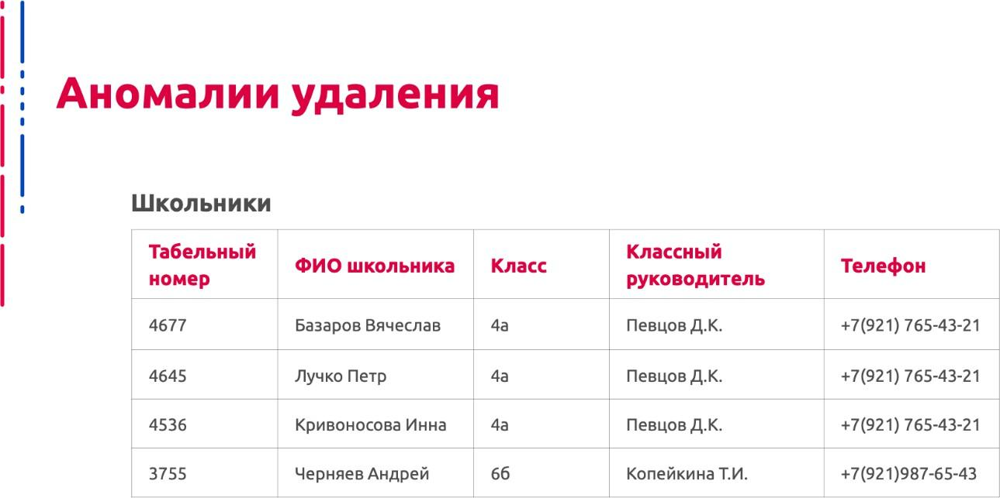 Аномалии удаления
Школьники
Табельный номер ФИО школьника Класс Классный руководитель Телефон
4677 Базаров Вячеслав 4а Певцов Д.К. +7(921) 765-43-21
4645 Лучко Петр 4а Певцов Д.К. +7(921) 765-43-21
4536 Кривоносова Инна 4а Певцов Д.К. +7(921) 765-43-21
3755 Черняев Андрей 6б Копейкина Т.И. +7(921)987-65-43